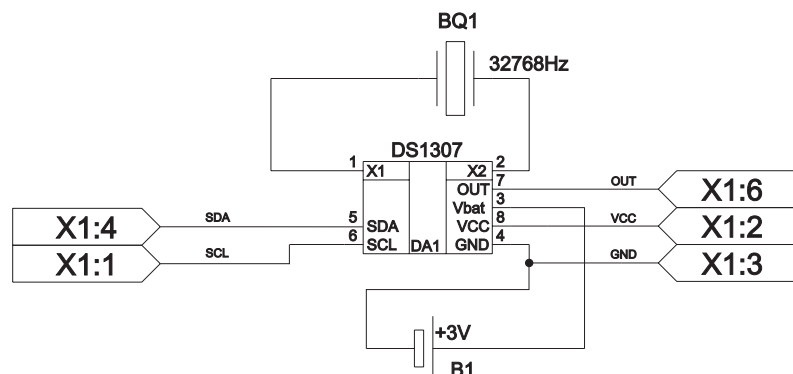 BQ1
32768Hz
DS1307
1 X1 X2 2
OUT 7
OUT X1:6
Vbat 3
X1:4 SDA 5 SDA
VCC 8 VCC X1:2
X1:1 SCL 6 SCL
DA1
GND 4
GND X1:3
+3V
B1